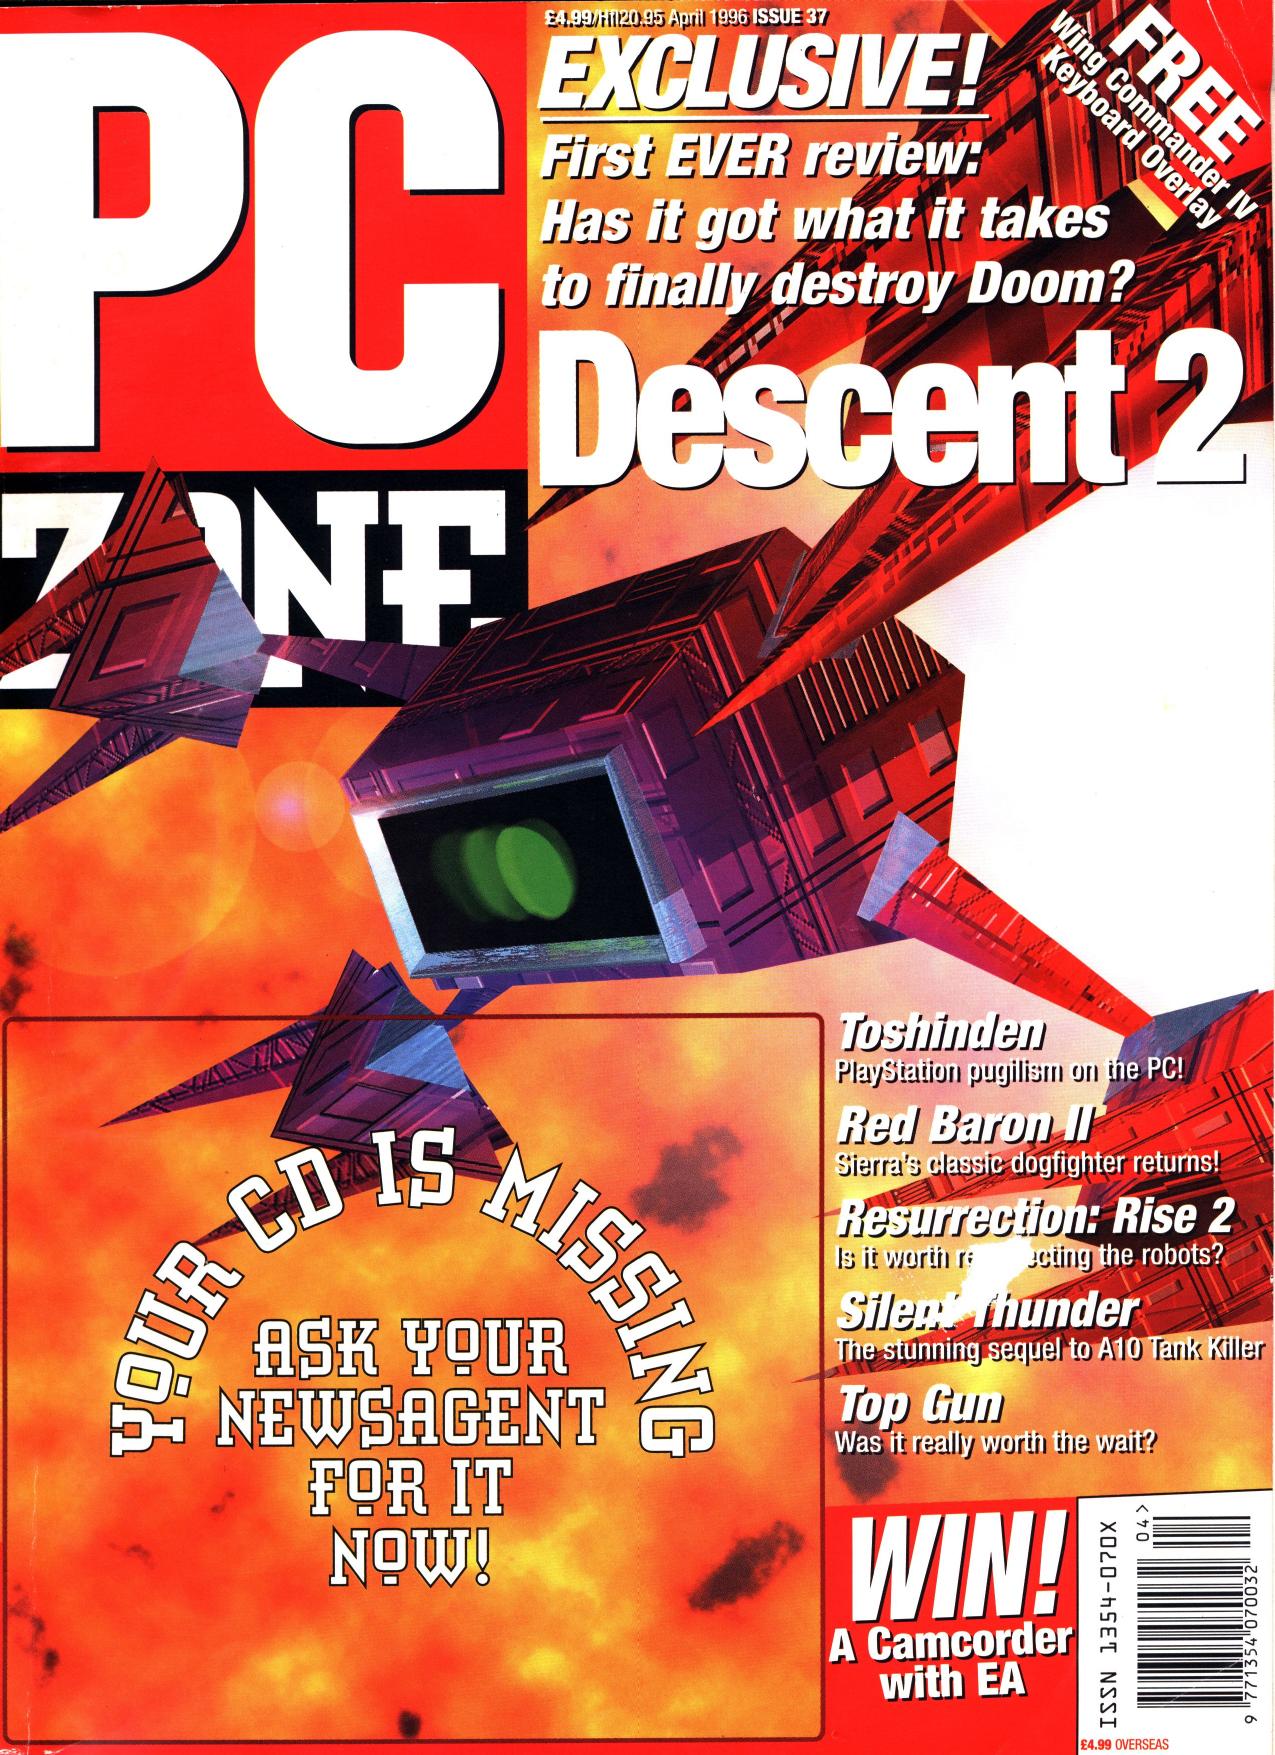 £4.99/Hfl20.95 April 1996 ISSUE 37
PC
ZONE
EXCLUSIVE!
First EVER review:
Has it got what it takes
to finally destroy Doom?
Descent 2
FREE
Wing Commander IV
Keyboard Overlay
Toshinden
PlayStation pugilism on the PC!
Red Baron II
Sierra's classic dogfighter returns!
Resurrection: Rise 2
Is it worth the robots?
Silent Thunder
The stunning sequel to A10 Tank Killer
Top Gun
Was it really worth the wait?
YOUR CD IS MISSING
ASK YOUR
NEWSAGENT
FOR IT
NOW!
WIN!
A Camcorder
with EA
ISSN 1354-070X
04>
9 771354 070032
£4.99 OVERSEAS